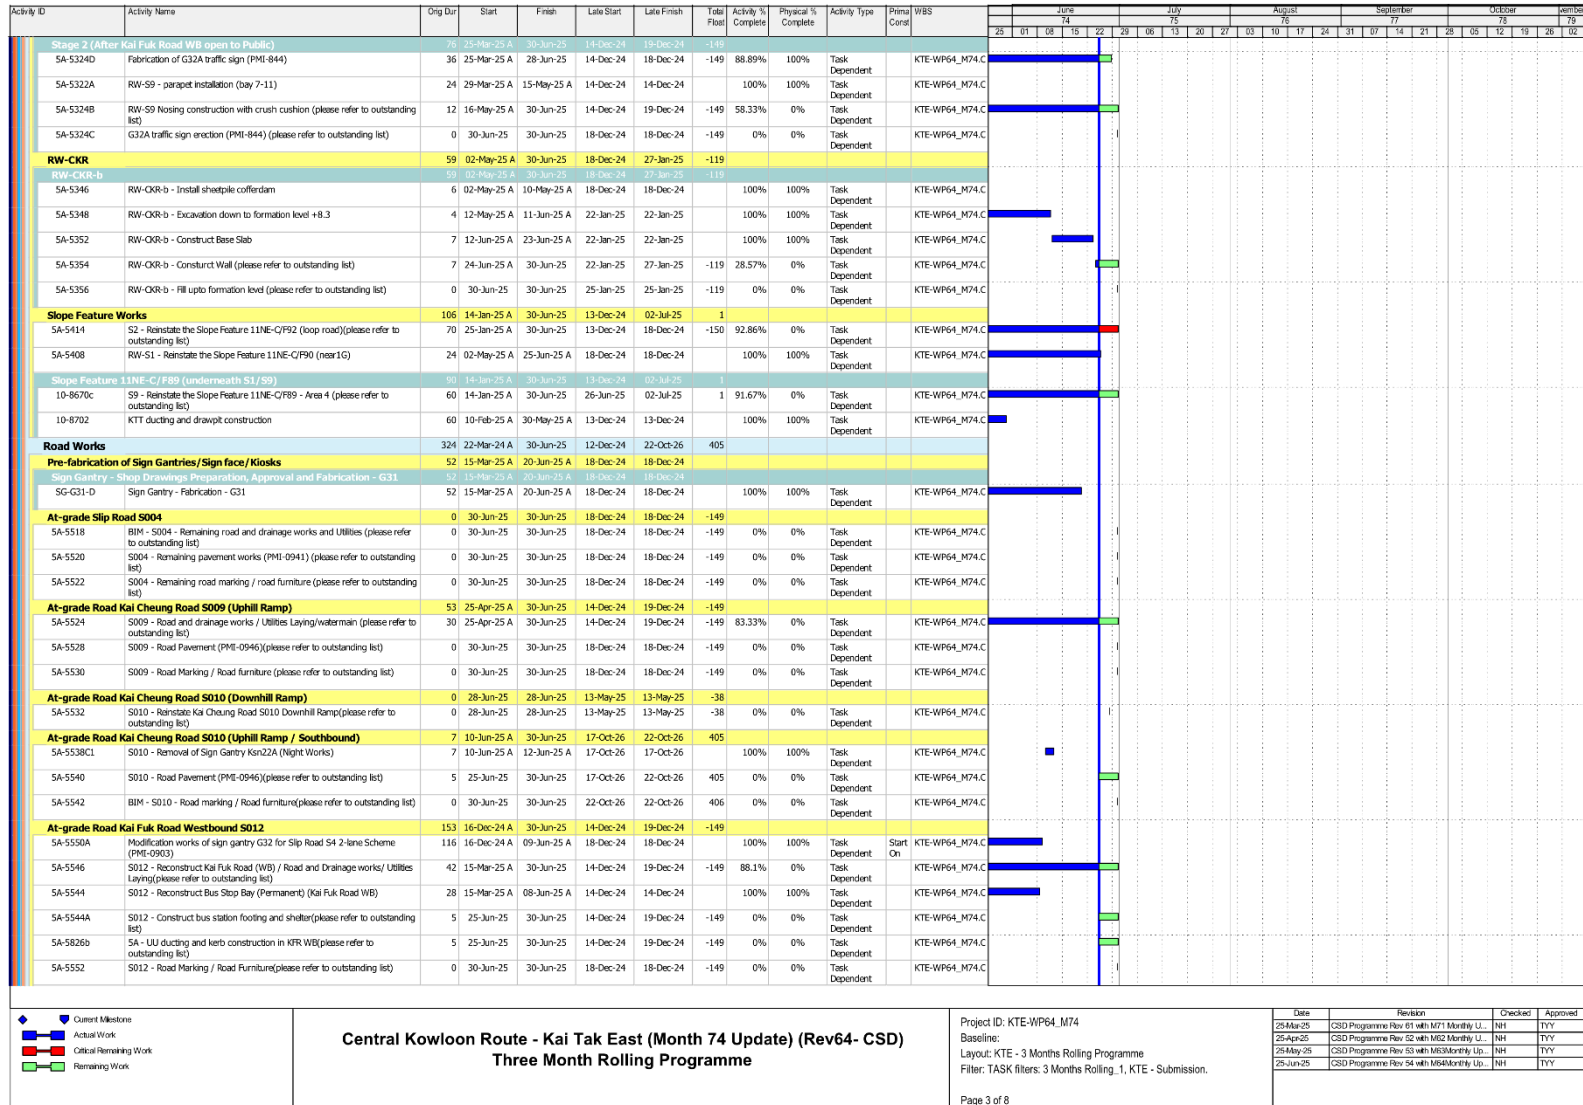 Activity ID Activity Name Orig Dur Start Finish Late Start Late Finish Total Float Activity % Complete Physical % Complete Activity Type Prima Const WBS
June July August September October
74 75 76 77 78 79
25 01 08 15 22 29 06 13 20 27 03 10 17 24 31 07 14 21 28 05 12 19 26 02
Stage 2 (After Kai Fuk Road WB open to Public) 76 25-Mar-25 A 30-Jun-25 14-Dec-24 19-Dec-24 -149
5A-5324D Fabrication of G32A traffic sign (PMI-844) 36 25-Mar-25 A 28-Jun-25 14-Dec-24 18-Dec-24 -149 88.89% 100% Task Dependent KTE-WP64_M74.C
5A-5322A RW-S9 - parapet installation (bay 7-11) 24 29-Mar-25 A 15-May-25 A 14-Dec-24 14-Dec-24 100% 100% Task Dependent KTE-WP64_M74.C
5A-5324B RW-S9 Nosing construction with crush cushion (please refer to outstanding list) 12 16-May-25 A 30-Jun-25 14-Dec-24 19-Dec-24 -149 58.33% 0% Task Dependent KTE-WP64_M74.C
5A-5324C G32A traffic sign erection (PMI-844) (please refer to outstanding list) 0 30-Jun-25 30-Jun-25 18-Dec-24 18-Dec-24 -149 0% 0% Task Dependent KTE-WP64_M74.C
RW-CKR 59 02-May-25 A 30-Jun-25 18-Dec-24 27-Jan-25 -119
RW-CKR-b 59 02-May-25 A 30-Jun-25 18-Dec-24 27-Jan-25 -119
5A-5346 RW-CKR-b - Install sheetpile cofferdam 6 02-May-25 A 10-May-25 A 18-Dec-24 18-Dec-24 100% 100% Task Dependent KTE-WP64_M74.C
5A-5348 RW-CKR-b - Excavation down to formation level +8.3 4 12-May-25 A 11-Jun-25 A 22-Jan-25 22-Jan-25 100% 100% Task Dependent KTE-WP64_M74.C
5A-5352 RW-CKR-b - Construct Base Slab 7 12-Jun-25 A 23-Jun-25 A 22-Jan-25 22-Jan-25 100% 100% Task Dependent KTE-WP64_M74.C
5A-5354 RW-CKR-b - Consturct Wall (please refer to outstanding list) 7 24-Jun-25 A 30-Jun-25 22-Jan-25 27-Jan-25 -119 28.57% 0% Task Dependent KTE-WP64_M74.C
5A-5356 RW-CKR-b - Fill upto formation level (please refer to outstanding list) 0 30-Jun-25 30-Jun-25 25-Jan-25 25-Jan-25 -119 0% 0% Task Dependent KTE-WP64_M74.C
Slope Feature Works 106 14-Jan-25 A 30-Jun-25 13-Dec-24 02-Jul-25 1
5A-5414 S2 - Reinstate the Slope Feature 11NE-C/F92 (loop road)(please refer to outstanding list) 70 25-Jan-25 A 30-Jun-25 13-Dec-24 18-Dec-24 -150 92.86% 0% Task Dependent KTE-WP64_M74.C
5A-5408 RW-S1 - Reinstate the Slope Feature 11NE-C/F90 (near1G) 24 02-May-25 A 25-Jun-25 A 18-Dec-24 18-Dec-24 100% 100% Task Dependent KTE-WP64_M74.C
Slope Feature 11NE-C/F89 (underneath S1/S9) 90 14-Jan-25 A 30-Jun-25 13-Dec-24 02-Jul-25 1
10-8670c S9 - Reinstate the Slope Feature 11NE-C/F89 - Area 4 (please refer to outstanding list) 60 14-Jan-25 A 30-Jun-25 26-Jun-25 02-Jul-25 1 91.67% 0% Task Dependent KTE-WP64_M74.C
10-8702 KTT ducting and drawpit construction 60 10-Feb-25 A 30-May-25 A 13-Dec-24 13-Dec-24 100% 100% Task Dependent KTE-WP64_M74.C
Road Works 324 22-Mar-24 A 30-Jun-25 12-Dec-24 22-Oct-26 405
Pre-fabrication of Sign Gantries/Sign face/Kiosks 52 15-Mar-25 A 20-Jun-25 A 18-Dec-24 18-Dec-24
Sign Gantry - Shop Drawings Preparation, Approval and Fabrication - G31 52 15-Mar-25 A 20-Jun-25 A 18-Dec-24 18-Dec-24
SG-G31-D Sign Gantry - Fabrication - G31 52 15-Mar-25 A 20-Jun-25 A 18-Dec-24 18-Dec-24 100% 100% Task Dependent KTE-WP64_M74.C
At-grade Slip Road S004 0 30-Jun-25 30-Jun-25 18-Dec-24 18-Dec-24 -149
5A-5518 BIM - S004 - Remaining road and drainage works and Utilities (please refer to outstanding list) 0 30-Jun-25 30-Jun-25 18-Dec-24 18-Dec-24 -149 0% 0% Task Dependent KTE-WP64_M74.C
5A-5520 S004 - Remaining pavement works (PMI-0941) (please refer to outstanding list) 0 30-Jun-25 30-Jun-25 18-Dec-24 18-Dec-24 -149 0% 0% Task Dependent KTE-WP64_M74.C
5A-5522 S004 - Remaining road marking / road furniture (please refer to outstanding list) 0 30-Jun-25 30-Jun-25 18-Dec-24 18-Dec-24 -149 0% 0% Task Dependent KTE-WP64_M74.C
At-grade Road Kai Cheung Road S009 (Uphill Ramp) 53 25-Apr-25 A 30-Jun-25 14-Dec-24 19-Dec-24 -149
5A-5524 S009 - Road and drainage works / Utilities Laying/watermain (please refer to outstanding list) 30 25-Apr-25 A 30-Jun-25 14-Dec-24 19-Dec-24 -149 83.33% 0% Task Dependent KTE-WP64_M74.C
5A-5528 S009 - Road Pavement (PMI-0946)(please refer to outstanding list) 0 30-Jun-25 30-Jun-25 18-Dec-24 18-Dec-24 -149 0% 0% Task Dependent KTE-WP64_M74.C
5A-5530 S009 - Road Marking / Road furniture (please refer to outstanding list) 0 30-Jun-25 30-Jun-25 18-Dec-24 18-Dec-24 -149 0% 0% Task Dependent KTE-WP64_M74.C
At-grade Road Kai Cheung Road S010 (Downhill Ramp) 0 28-Jun-25 28-Jun-25 13-May-25 13-May-25 -38
5A-5532 S010 - Reinstate Kai Cheung Road S010 Downhill Ramp(please refer to outstanding list) 0 28-Jun-25 28-Jun-25 13-May-25 13-May-25 -38 0% 0% Task Dependent KTE-WP64_M74.C
At-grade Road Kai Cheung Road S010 (Uphill Ramp / Southbound) 7 10-Jun-25 A 30-Jun-25 17-Oct-26 22-Oct-26 405
5A-5538C1 S010 - Removal of Sign Gantry Ksn22A (Night Works) 7 10-Jun-25 A 12-Jun-25 A 17-Oct-26 17-Oct-26 100% 100% Task Dependent KTE-WP64_M74.C
5A-5540 S010 - Road Pavement (PMI-0946)(please refer to outstanding list) 5 25-Jun-25 30-Jun-25 17-Oct-26 22-Oct-26 405 0% 0% Task Dependent KTE-WP64_M74.C
5A-5542 BIM - S010 - Road marking / Road furniture(please refer to outstanding list) 0 30-Jun-25 30-Jun-25 22-Oct-26 22-Oct-26 406 0% 0% Task Dependent KTE-WP64_M74.C
At-grade Road Kai Fuk Road Westbound S012 153 16-Dec-24 A 30-Jun-25 14-Dec-24 19-Dec-24 -149
5A-5550A Modification works of sign gantry G32 for Slip Road S4 2-lane Scheme (PMI-0903) 116 16-Dec-24 A 09-Jun-25 A 18-Dec-24 18-Dec-24 100% 100% Task Dependent Start On KTE-WP64_M74.C
5A-5546 S012 - Reconstruct Kai Fuk Road (WB) / Road and Drainage works/ Utilities Laying(please refer to outstanding list) 42 15-Mar-25 A 30-Jun-25 14-Dec-24 19-Dec-24 -149 88.1% 0% Task Dependent KTE-WP64_M74.C
5A-5544 S012 - Reconstruct Bus Stop Bay (Permanent) (Kai Fuk Road WB) 28 15-Mar-25 A 08-Jun-25 A 14-Dec-24 14-Dec-24 100% 100% Task Dependent KTE-WP64_M74.C
5A-5544A S012 - Construct bus station footing and shelter(please refer to outstanding list) 5 25-Jun-25 30-Jun-25 14-Dec-24 19-Dec-24 -149 0% 0% Task Dependent KTE-WP64_M74.C
5A-5826b 5A - UU ducting and kerb construction in KFR WB(please refer to outstanding list) 5 25-Jun-25 30-Jun-25 14-Dec-24 19-Dec-24 -149 0% 0% Task Dependent KTE-WP64_M74.C
5A-5552 S012 - Road Marking / Road Furniture(please refer to outstanding list) 0 30-Jun-25 30-Jun-25 18-Dec-24 18-Dec-24 -149 0% 0% Task Dependent KTE-WP64_M74.C
Current Milestone
Actual Work
Critical Remaining Work
Remaining Work
Central Kowloon Route - Kai Tak East (Month 74 Update) (Rev64- CSD)
Three Month Rolling Programme
Project ID: KTE-WP64_M74
Baseline:
Layout: KTE - 3 Months Rolling Programme
Filter: TASK filters: 3 Months Rolling_1, KTE - Submission.
Page 3 of 8
Date Revision Checked Approved
25-Mar-25 CSD Programme Rev 61 with M71 Monthly U... NH TYY
25-Apr-25 CSD Programme Rev 52 with M62 Monthly U... NH TYY
25-May-25 CSD Programme Rev 53 with M63Monthly Up... NH TYY
25-Jun-25 CSD Programme Rev 54 with M64Monthly Up... NH TYY